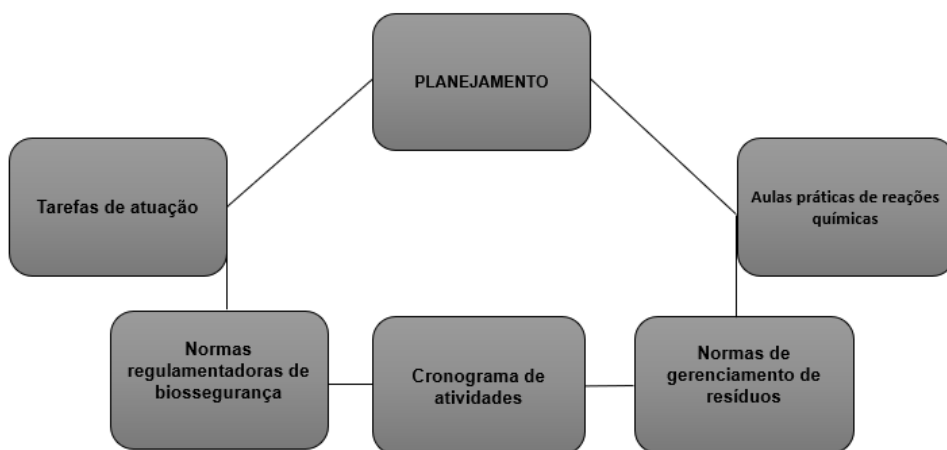 PLANEJAMENTO
Tarefas de atuação
Aulas práticas de reações
químicas
Normas
regulamentadoras de
biossegurança
Cronograma de
atividades
Normas de
gerenciamento de
resíduos